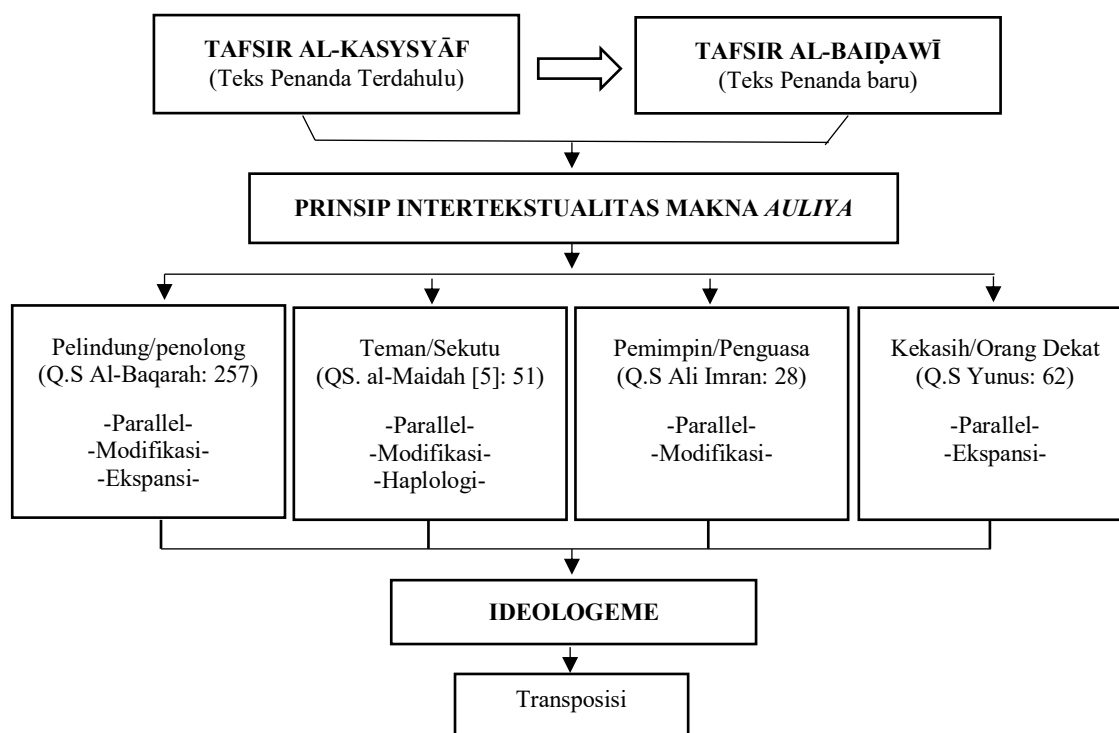 TAFSIR AL-KASYSYĀF
(Teks Penanda Terdahulu)
TAFSIR AL-BAIḌAWĪ
(Teks Penanda baru)
PRINSIP INTERTEKSTUALITAS MAKNA AULIYA
Pelindung/penolong
(Q.S Al-Baqarah: 257)
-Parallel-
-Modifikasi-
-Ekspansi-
Teman/Sekutu
(QS. al-Maidah [5]: 51)
-Parallel-
-Modifikasi-
-Haplologi-
Pemimpin/Penguasa
(Q.S Ali Imran: 28)
-Parallel-
-Modifikasi-
Kekasih/Orang Dekat
(Q.S Yunus: 62)
-Parallel-
-Ekspansi-
IDEOLOGEME
Transposisi